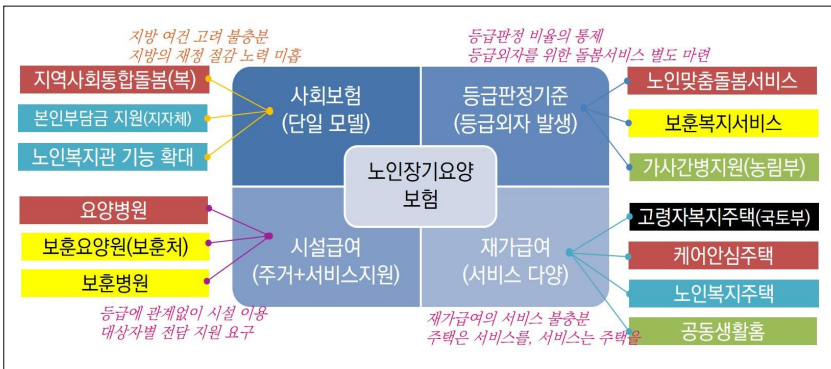 지방 여건 고려 불충분
지방의 재정 절감 노력 미흡
등급판정 비율의 통제
등급외자를 위한 돌봄서비스 별도 마련
지역사회통합돌봄(복)
본인부담금 지원(지자체)
노인복지관 기능 확대
사회보험
(단일 모델)
등급판정기준
(등급외자 발생)
노인맞춤돌봄서비스
보훈복지서비스
가사간병지원(농림부)
노인장기요양
보험
요양병원
보훈요양원(보훈처)
보훈병원
시설급여
(주거+서비스지원)
재가급여
(서비스 다양)
고령자복지주택(국토부)
케어안심주택
노인복지주택
공동생활홈
등급에 관계없이 시설 이용
대상자별 전담 지원 요구
재가급여의 서비스 불충분
주택은 서비스를, 서비스는 주택을